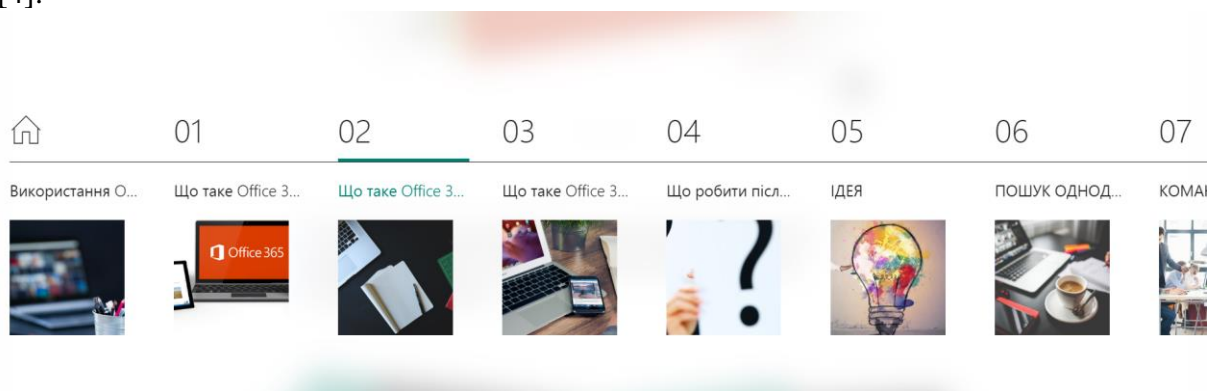 [4].
01 02 03 04 05 06 07
Використання О... Що таке Office 3... Що таке Office 3... Що таке Office 3... Що робити післ... ІДЕЯ ПОШУК ОДНОД...
Office 365